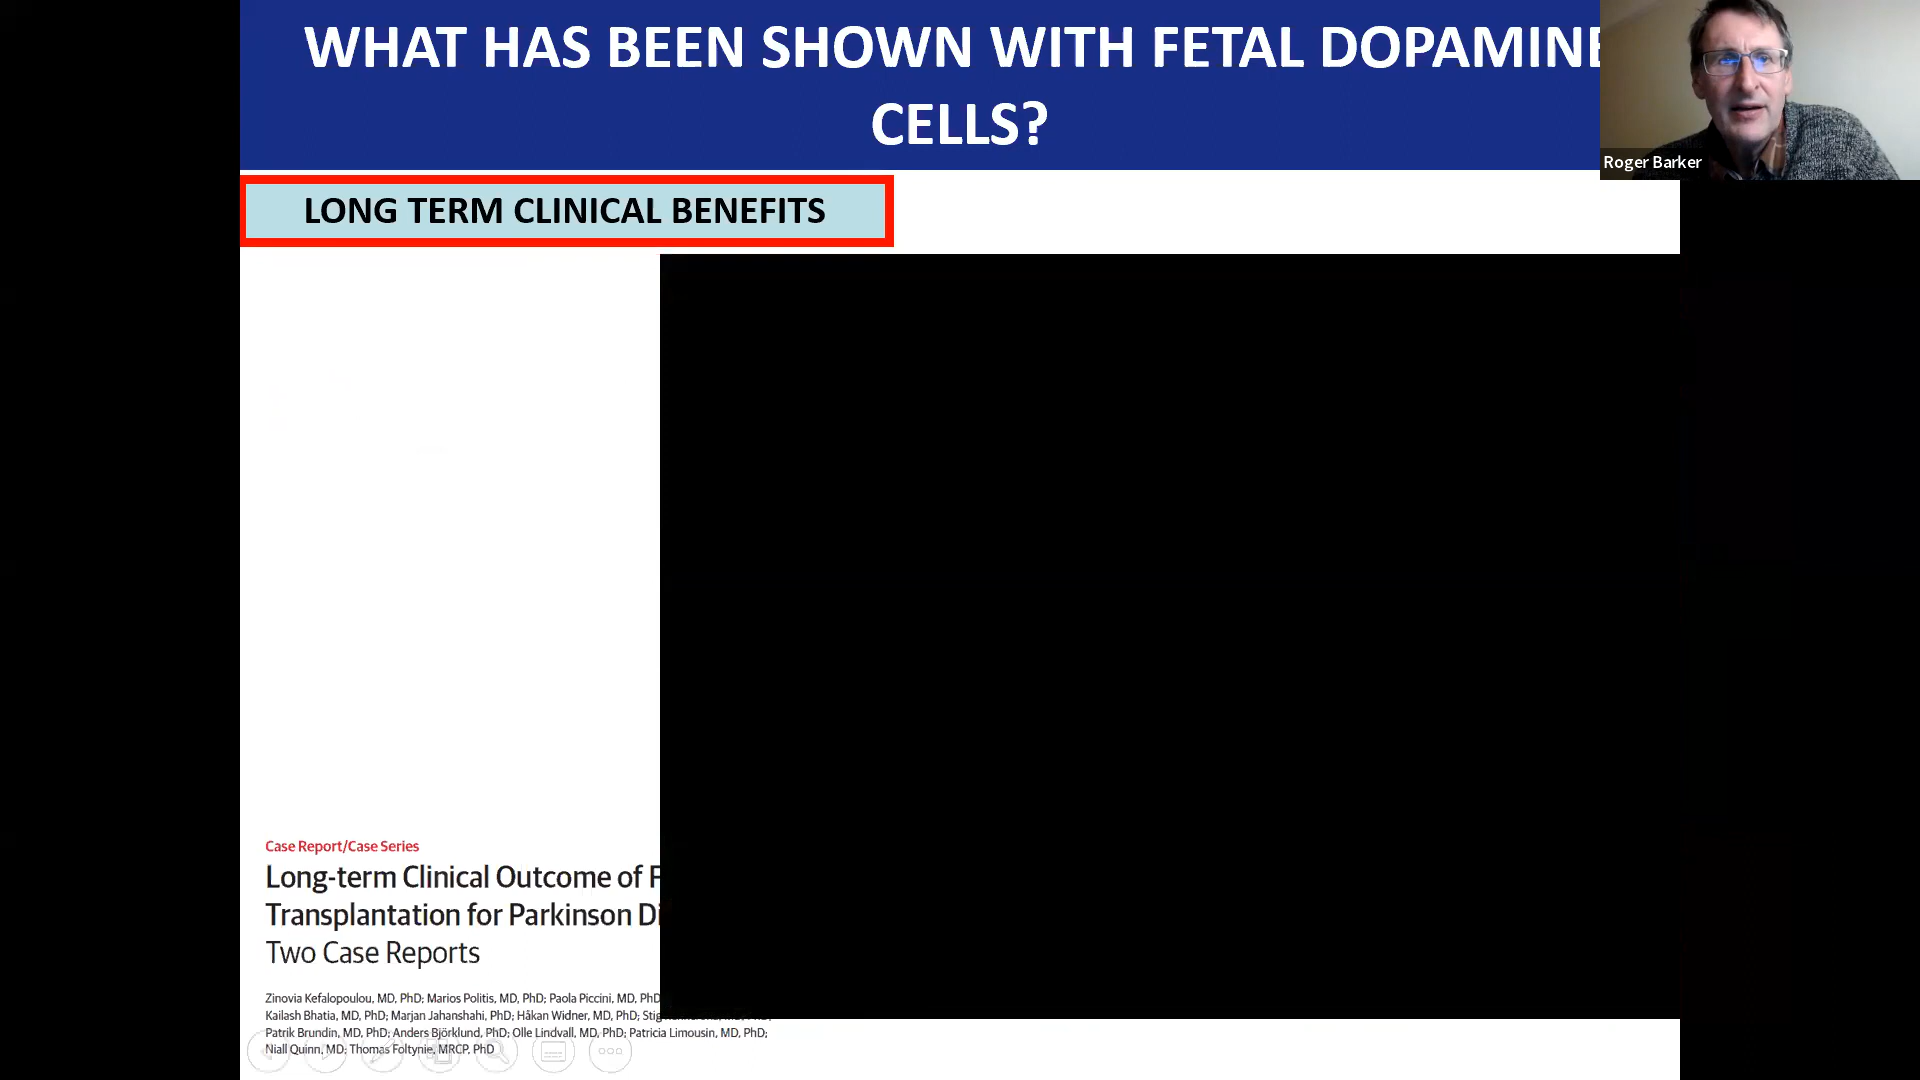 WHAT HAS BEEN SHOWN WITH FETAL DOPAMINE
CELLS?
Roger Barker
LONG TERM CLINICAL BENEFITS
Case Report/Case Series
Long-term Clinical Outcome of F
Transplantation for Parkinson Di
Two Case Reports
Zinovia Kefalopoulou, MD, PhD; Marios Politis, MD, PhD; Paola Piccini, MD, PhD
Kailash Bhatia, MD, PhD; Marjan Jahanshahi, PhD; Håkan Widner, MD, PhD;
Patrik Brundin, MD, PhD; Anders Björklund, PhD; Olle Lindvall, MD, PhD; Patricia Limousin, MD, PhD;
Niall Quinn, MD; Thomas Foltynie, MRCP, PhD